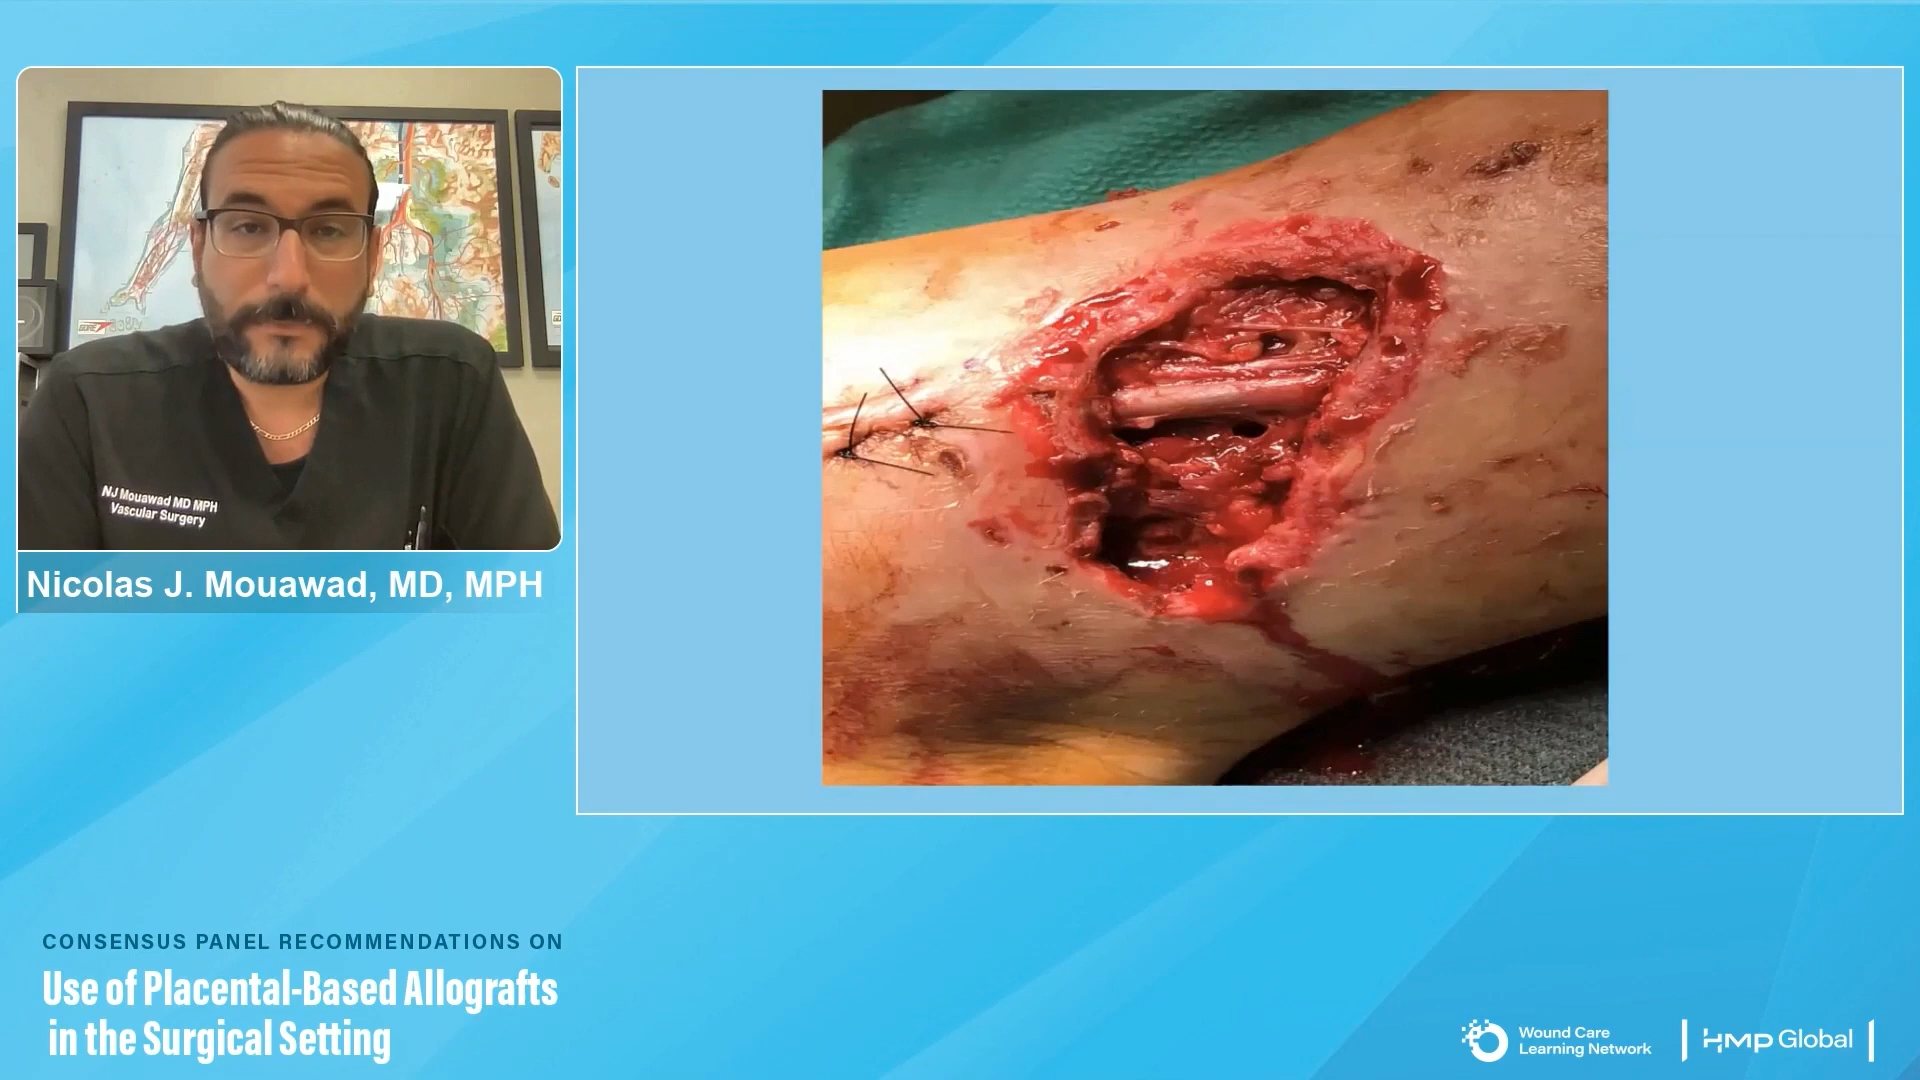 NJ Mouawad MD MPH
Vascular Surgery
Nicolas J. Mouawad, MD, MPH
CONSENSUS PANEL RECOMMENDATIONS ON
Use of Placental-Based Allografts
in the Surgical Setting
Wound Care
Learning Network
HMP Global